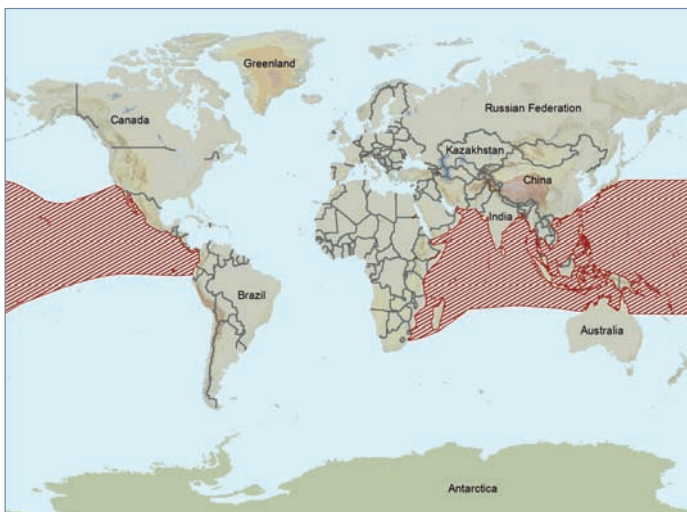 Greenland
Russian Federation
Canada
Kazakhstan
China
India
Brazil
Australia
Antarctica